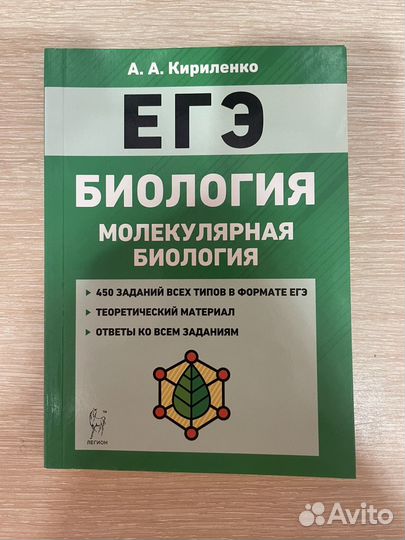 А. А. Кириленко
ЕГЭ
БИОЛОГИЯ
МОЛЕКУЛЯРНАЯ
БИОЛОГИЯ
450 ЗАДАНИЙ ВСЕХ ТИПОВ В ФОРМАТЕ ЕГЭ
ТЕОРЕТИЧЕСКИЙ МАТЕРИАЛ
ОТВЕТЫ КО ВСЕМ ЗАДАНИЯМ
ЛЕГИОН
Avito